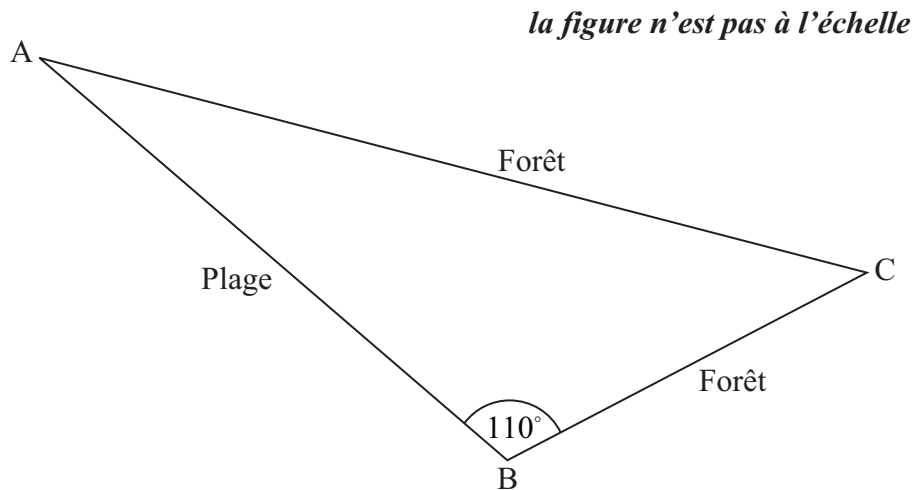 la figure n’est pas à l’échelle
A
Forêt
C
Plage
Forêt
110°
B